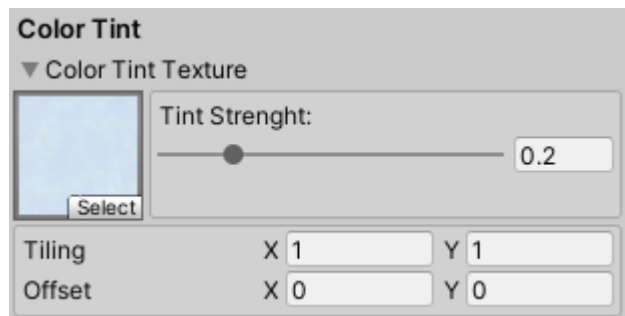 Color Tint
Color Tint Texture
Tint Strenght:
0.2
Select
Tiling X 1 Y 1
Offset X 0 Y 0